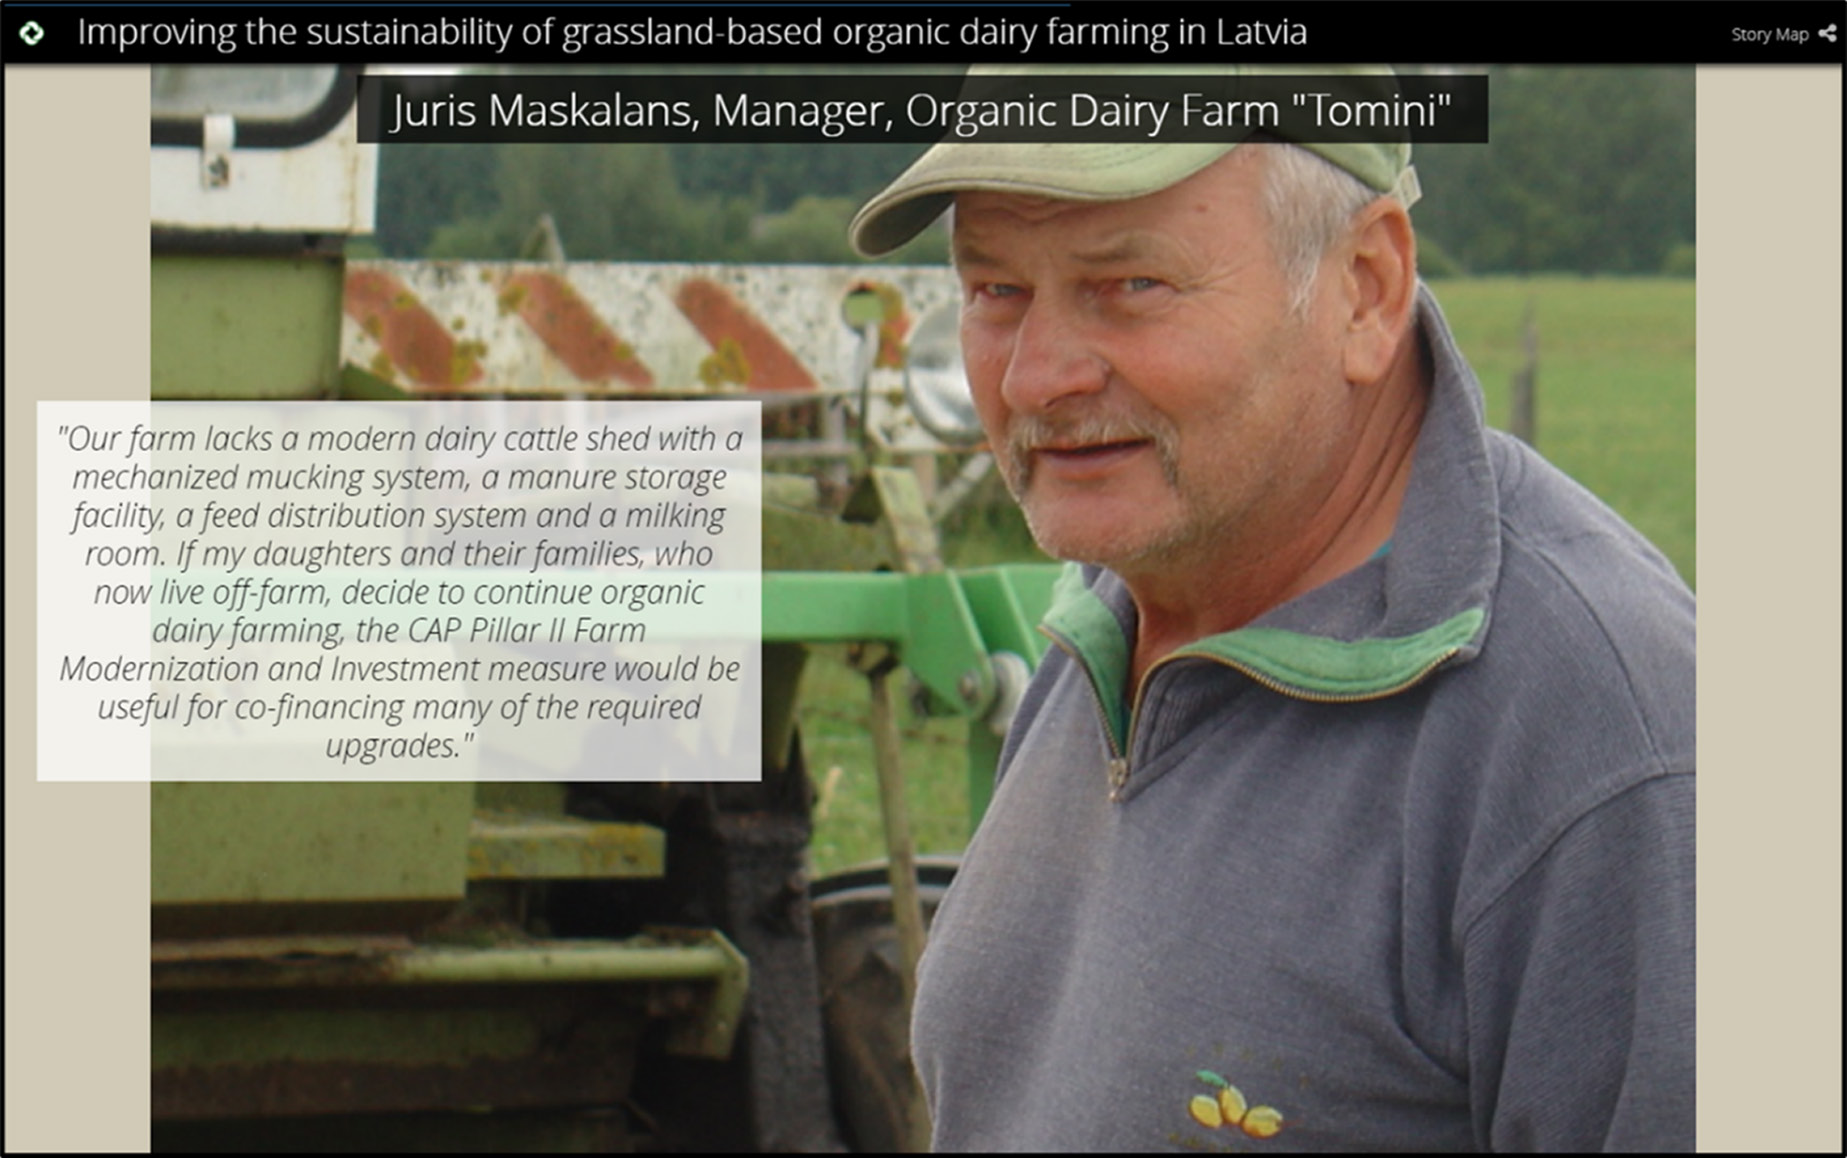 Improving the sustainability of grassland-based organic dairy farming in Latvia
Story Map
Juris Maskalans, Manager, Organic Dairy Farm "Tomini"
"Our farm lacks a modern dairy cattle shed with a
mechanized mucking system, a manure storage
facility, a feed distribution system and a milking
room. If my daughters and their families, who
now live off-farm, decide to continue organic
dairy farming, the CAP Pillar II Farm
Modernization and Investment measure would be
useful for co-financing many of the required
upgrades."